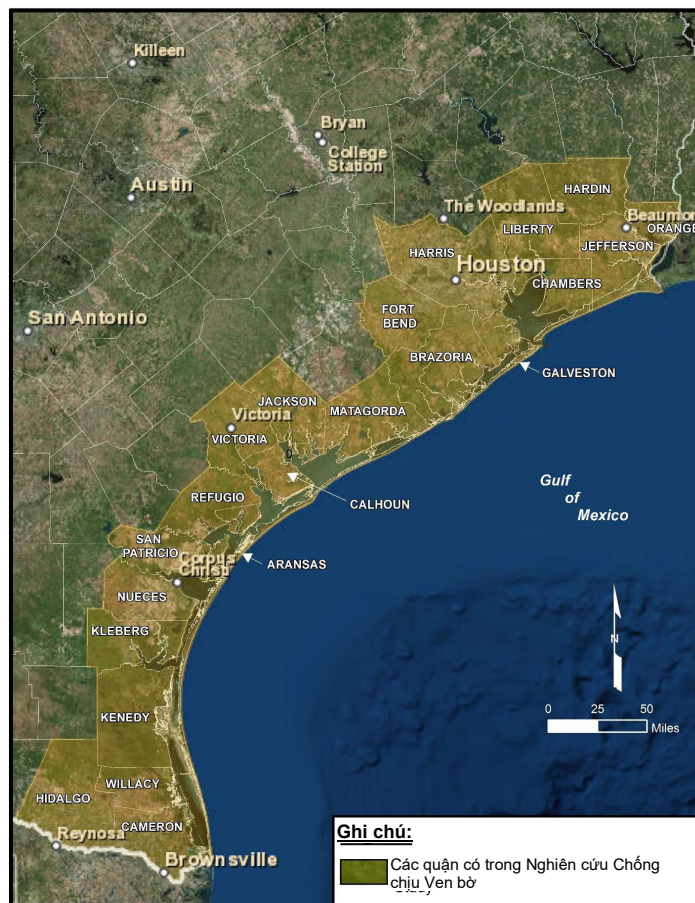 Killeen
Bryan
College
Station
Austin
HARDIN
The Woodlands
LIBERTY
Beaumon
ORANGE
JEFFERSON
HARRIS
Houston
CHAMBERS
San Antonio
FORT
BEND
BRAZORIA
GALVESTON
JACKSON
MATAGORDA
Victoria
VICTORIA
Gulf
of
Mexico
REFUGIO
CALHOUN
SAN
PATRICIO
Corpus
Christi
ARANSAS
NUECES
KLEBERG
N
KENEDY
0 25 50
Miles
WILLACY
HIDALGO
CAMERON
Reynosa
Brownsville
Ghi chú:
Các quận có trong Nghiên cứu Chống
chịu Ven bờ